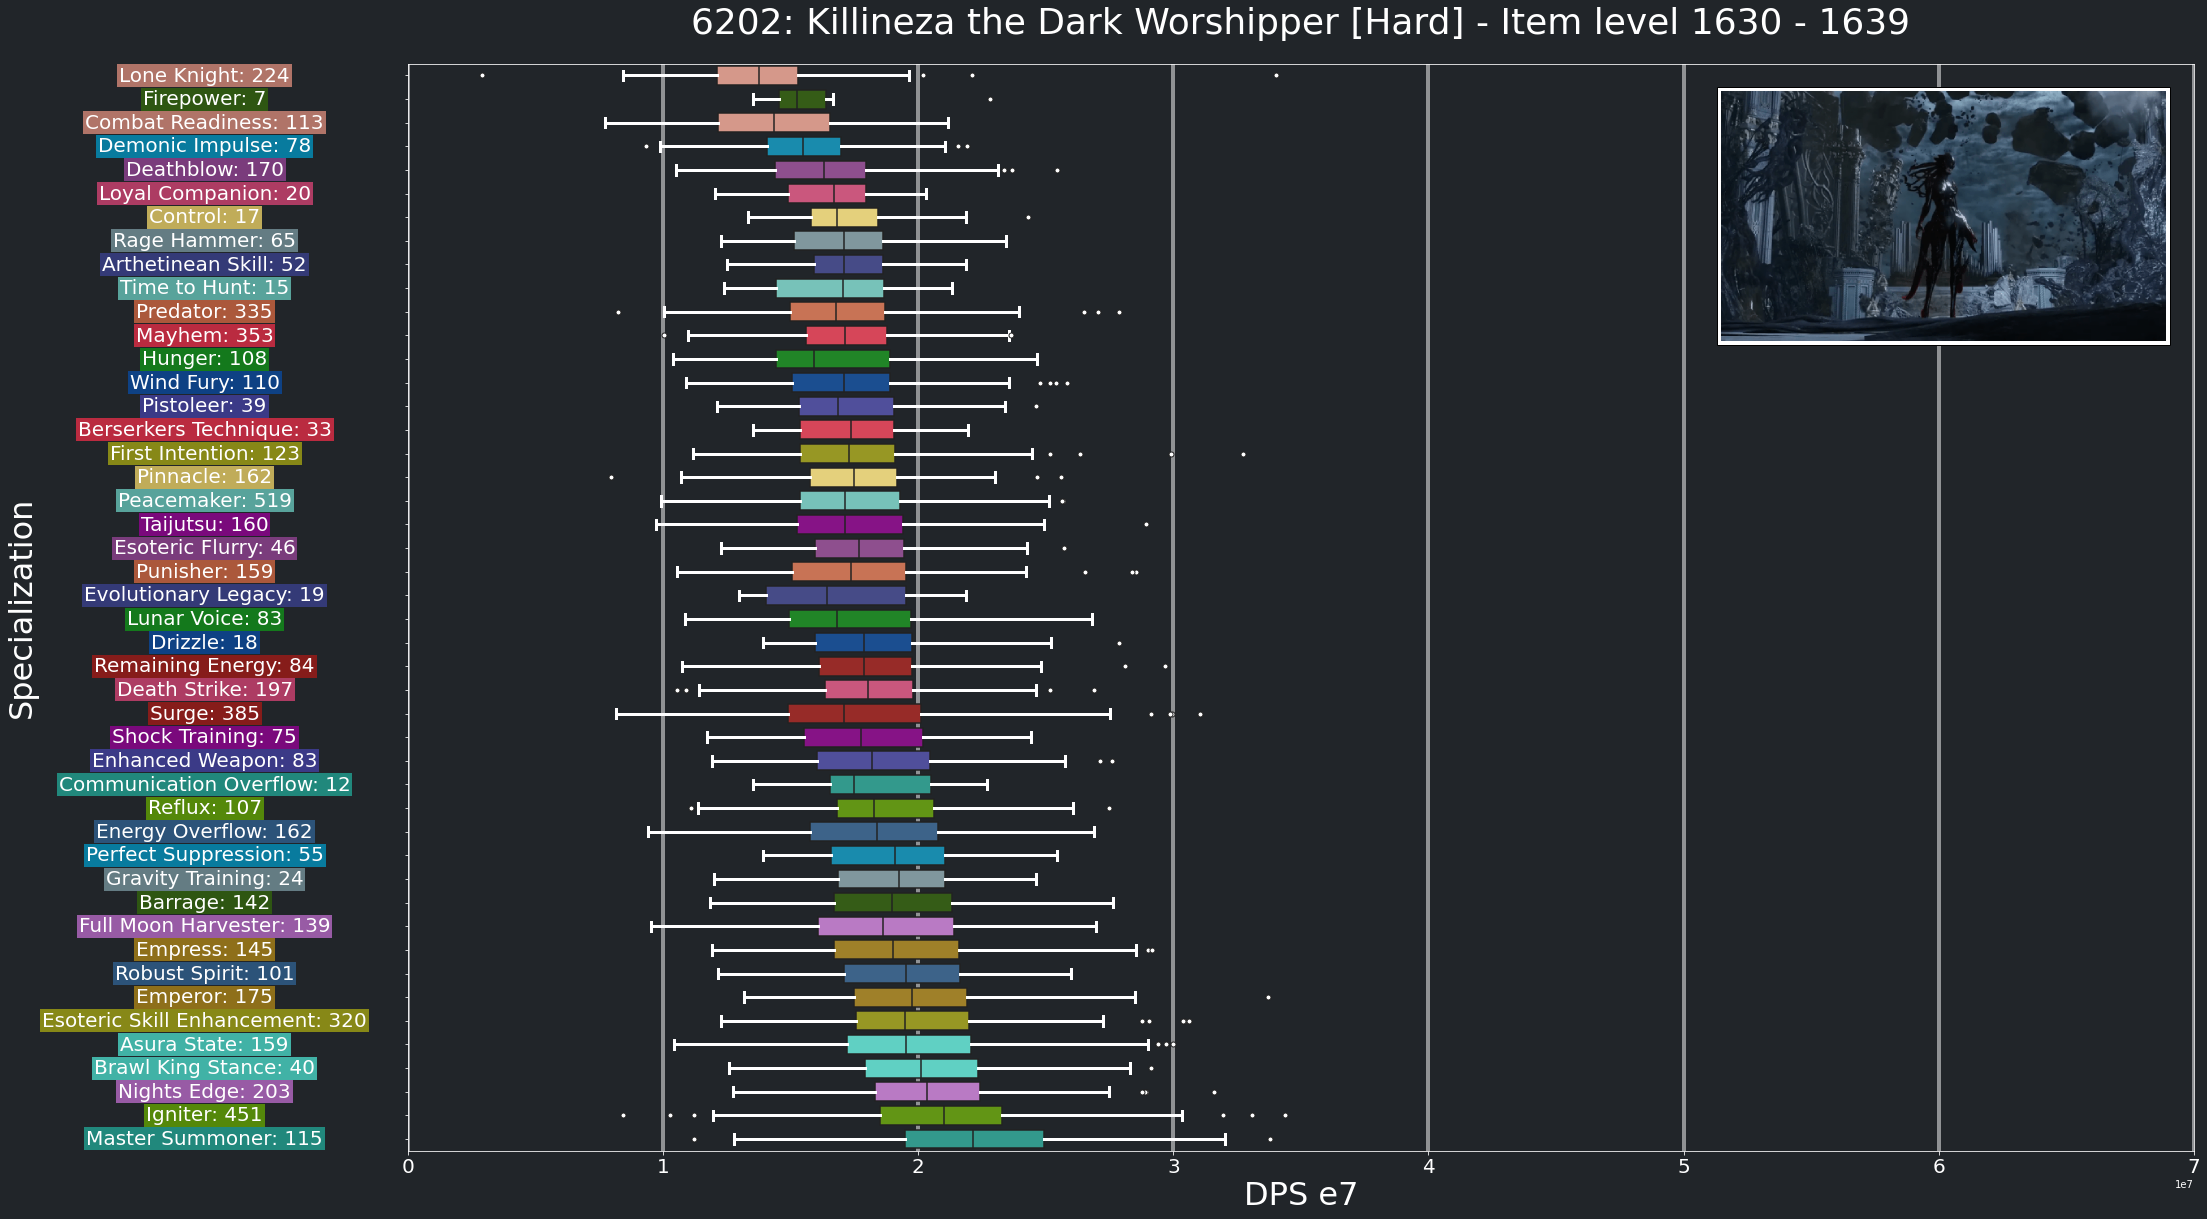 6202: Killineza the Dark Worshipper [Hard] - Item level 1630 - 1639
Specialization
Lone Knight: 224
Firepower: 7
Combat Readiness: 113
Demonic Impulse: 78
Deathblow: 170
Loyal Companion: 20
Control: 17
Rage Hammer: 65
Arthetinean Skill: 52
Time to Hunt: 15
Predator: 335
Mayhem: 353
Hunger: 108
Wind Fury: 110
Pistoleer: 39
Berserkers Technique: 33
First Intention: 123
Pinnacle: 162
Peacemaker: 519
Taijutsu: 160
Esoteric Flurry: 46
Punisher: 159
Evolutionary Legacy: 19
Lunar Voice: 83
Drizzle: 18
Remaining Energy: 84
Death Strike: 197
Surge: 385
Shock Training: 75
Enhanced Weapon: 83
Communication Overflow: 12
Reflux: 107
Energy Overflow: 162
Perfect Suppression: 55
Gravity Training: 24
Barrage: 142
Full Moon Harvester: 139
Empress: 145
Robust Spirit: 101
Emperor: 175
Esoteric Skill Enhancement: 320
Asura State: 159
Brawl King Stance: 40
Nights Edge: 203
Igniter: 451
Master Summoner: 115
0 1 2 3 4 5 6 7
1e7
DPS e7